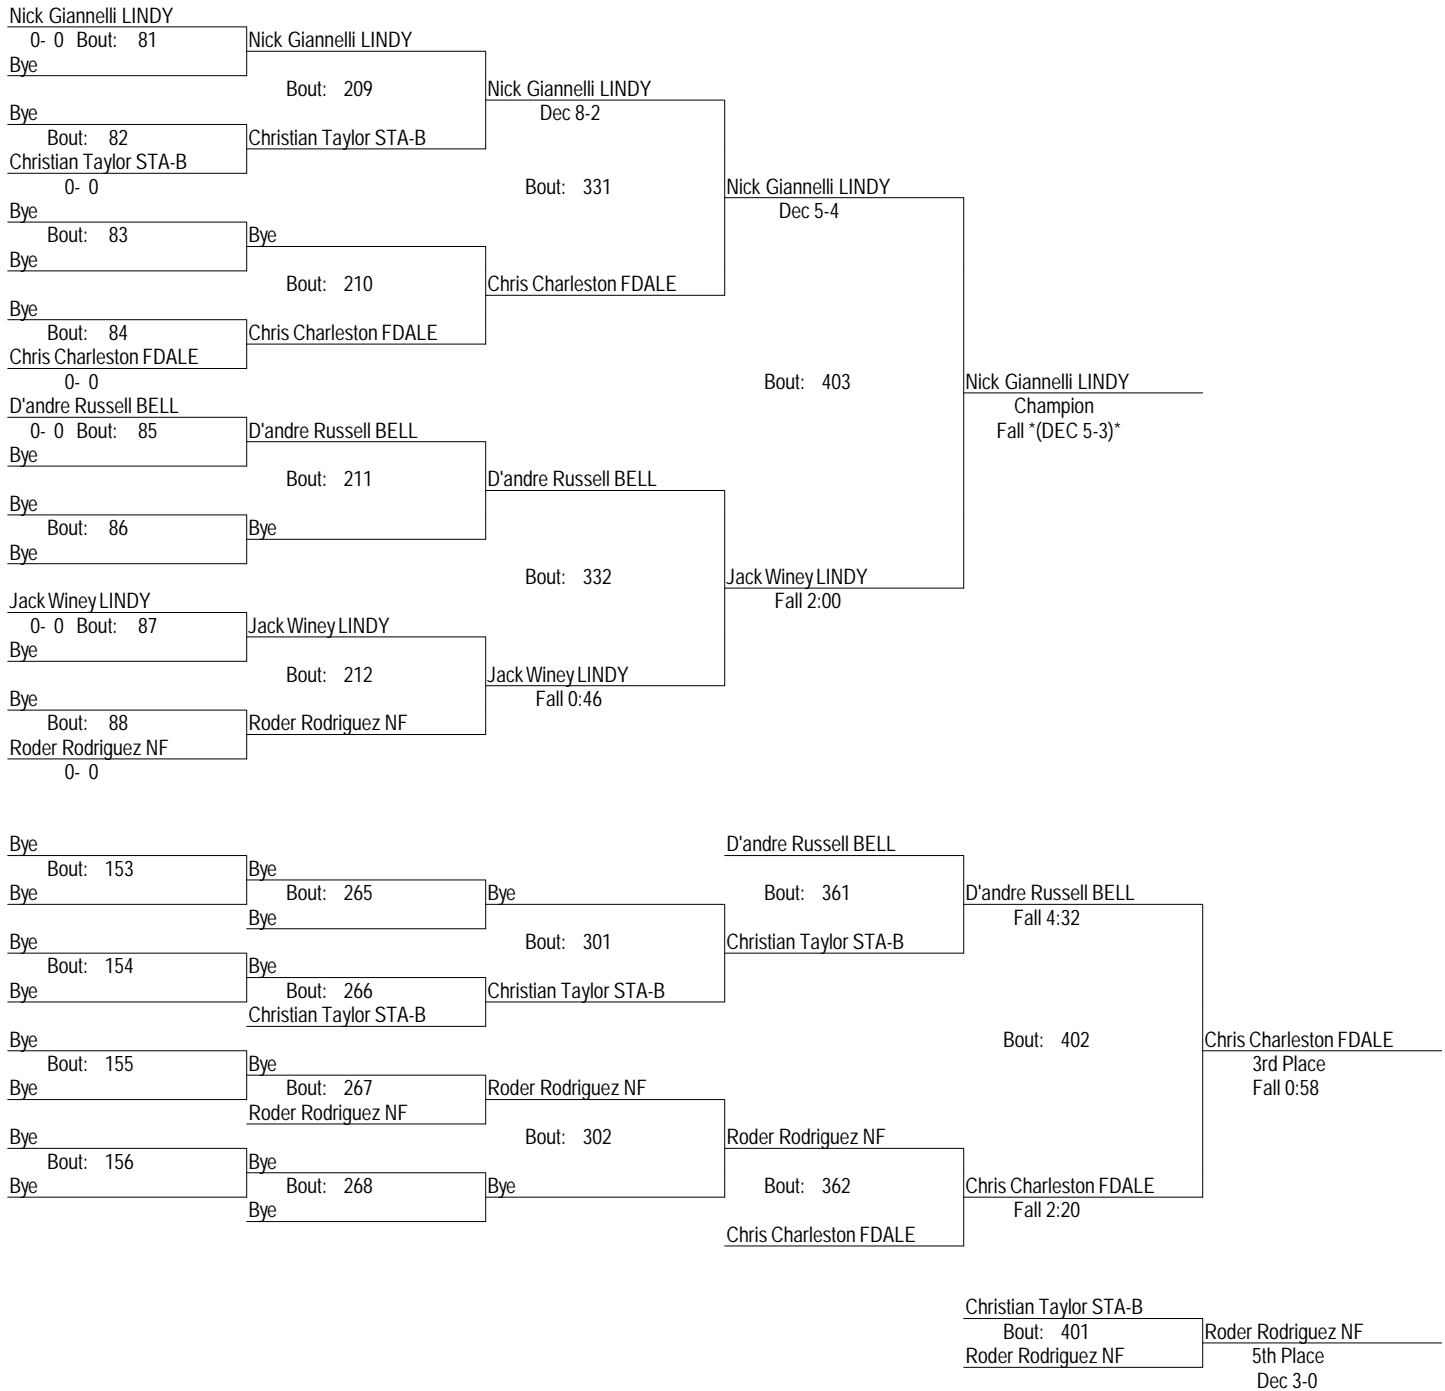 Nick Giannelli LINDY
0- 0 Bout: 81 Nick Giannelli LINDY
Bye
Bout: 209 Nick Giannelli LINDY
Bye Dec 8-2
Bout: 82 Christian Taylor STA-B
Christian Taylor STA-B
0- 0 Bout: 331 Nick Giannelli LINDY
Bye Dec 5-4
Bout: 83 Bye
Bye
Bout: 210 Chris Charleston FDALE
Bye
Bout: 84 Chris Charleston FDALE
Chris Charleston FDALE
0- 0 Bout: 403 Nick Giannelli LINDY
D'andre Russell BELL Champion
0- 0 Bout: 85 D'andre Russell BELL Fall *(DEC 5-3)*
Bye
Bout: 211 D'andre Russell BELL
Bye
Bout: 86 Bye
Bye
Bout: 332 Jack Winey LINDY
Jack Winey LINDY Fall 2:00
0- 0 Bout: 87 Jack Winey LINDY
Bye
Bout: 212 Jack Winey LINDY
Bye Fall 0:46
Bout: 88 Roder Rodriguez NF
Roder Rodriguez NF
0- 0
Bye D'andre Russell BELL
Bout: 153 Bye
Bye Bout: 265 Bye Bout: 361 D'andre Russell BELL
Bye Fall 4:32
Bye Bout: 301 Christian Taylor STA-B
Bout: 154 Bye
Bye Bout: 266 Christian Taylor STA-B
Christian Taylor STA-B
Bye Bout: 402 Chris Charleston FDALE
Bout: 155 Bye 3rd Place
Bye Bout: 267 Roder Rodriguez NF Fall 0:58
Roder Rodriguez NF
Bye Bout: 302 Roder Rodriguez NF
Bout: 156 Bye
Bye Bout: 268 Bye Bout: 362 Chris Charleston FDALE
Bye Fall 2:20
Chris Charleston FDALE
Christian Taylor STA-B
Bout: 401 Roder Rodriguez NF
Roder Rodriguez NF 5th Place
Dec 3-0